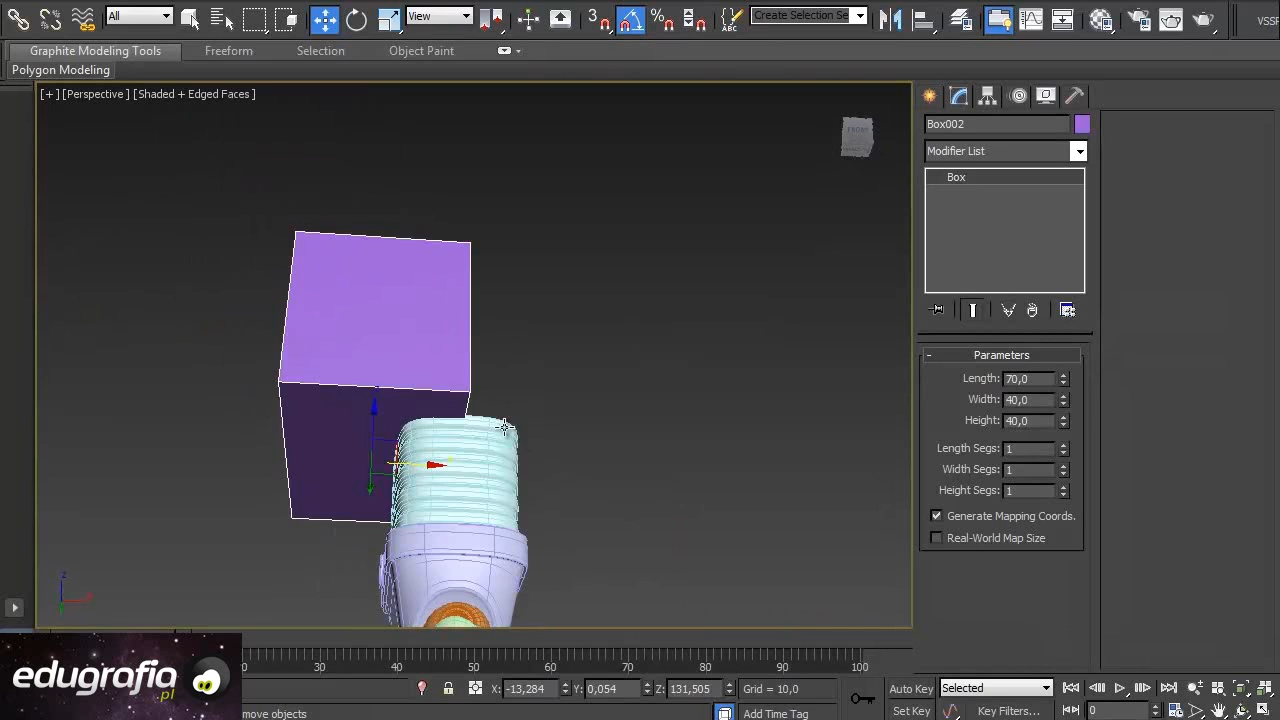 All
View
3
%
ABC
Create Selection Se
VSSF
Graphite Modeling Tools
Freeform
Selection
Object Paint
Polygon Modeling
[+] [Perspective] [Shaded + Edged Faces]
FRONT
Box002
Modifier List
Box
- Parameters
Length: 70,0
Width: 40,0
Height: 40,0
Length Segs: 1
Width Segs: 1
Height Segs: 1
Generate Mapping Coords.
Real-World Map Size
z
edugrafia.pl
30 40 50 60 70 80 90 100
X: -13,284 Y: 0,054 Z: 131,505 Grid = 10,0
Auto Key Selected
move objects
Add Time Tag
Set Key Key Filters... 0